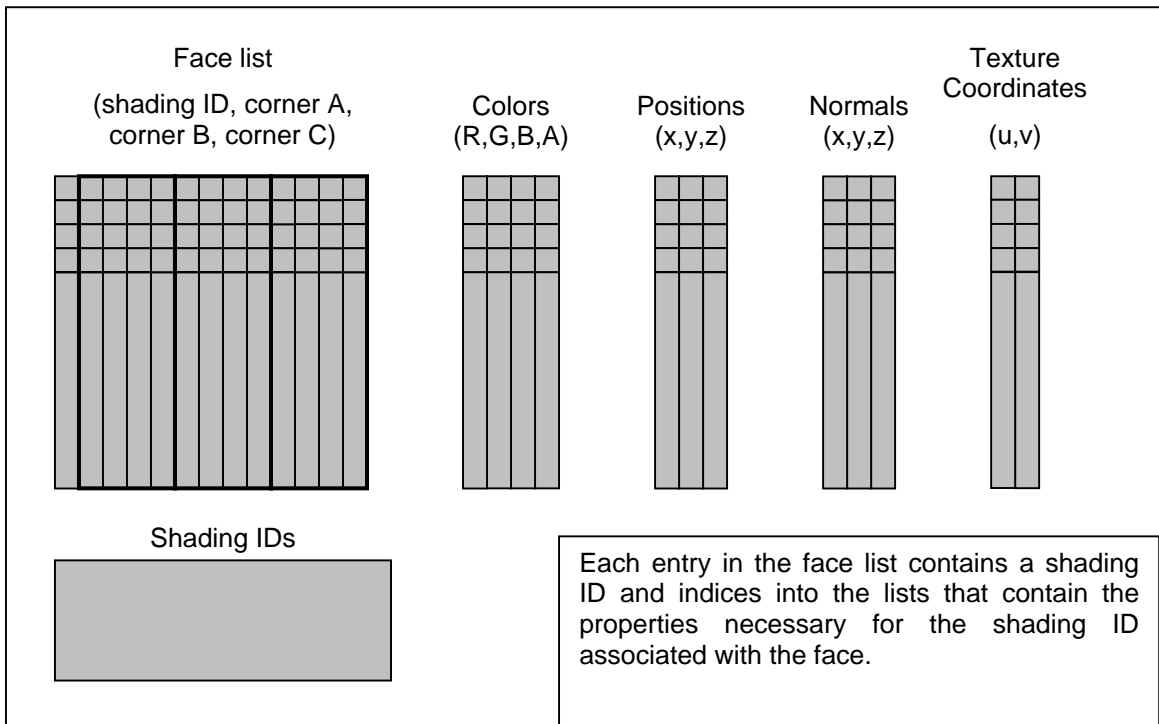 Face list
(shading ID, corner A,
corner B, corner C)
Colors
(R,G,B,A)
Positions
(x,y,z)
Normals
(x,y,z)
Texture
Coordinates
(u,v)
Shading IDs
Each entry in the face list contains a shading
ID and indices into the lists that contain the
properties necessary for the shading ID
associated with the face.